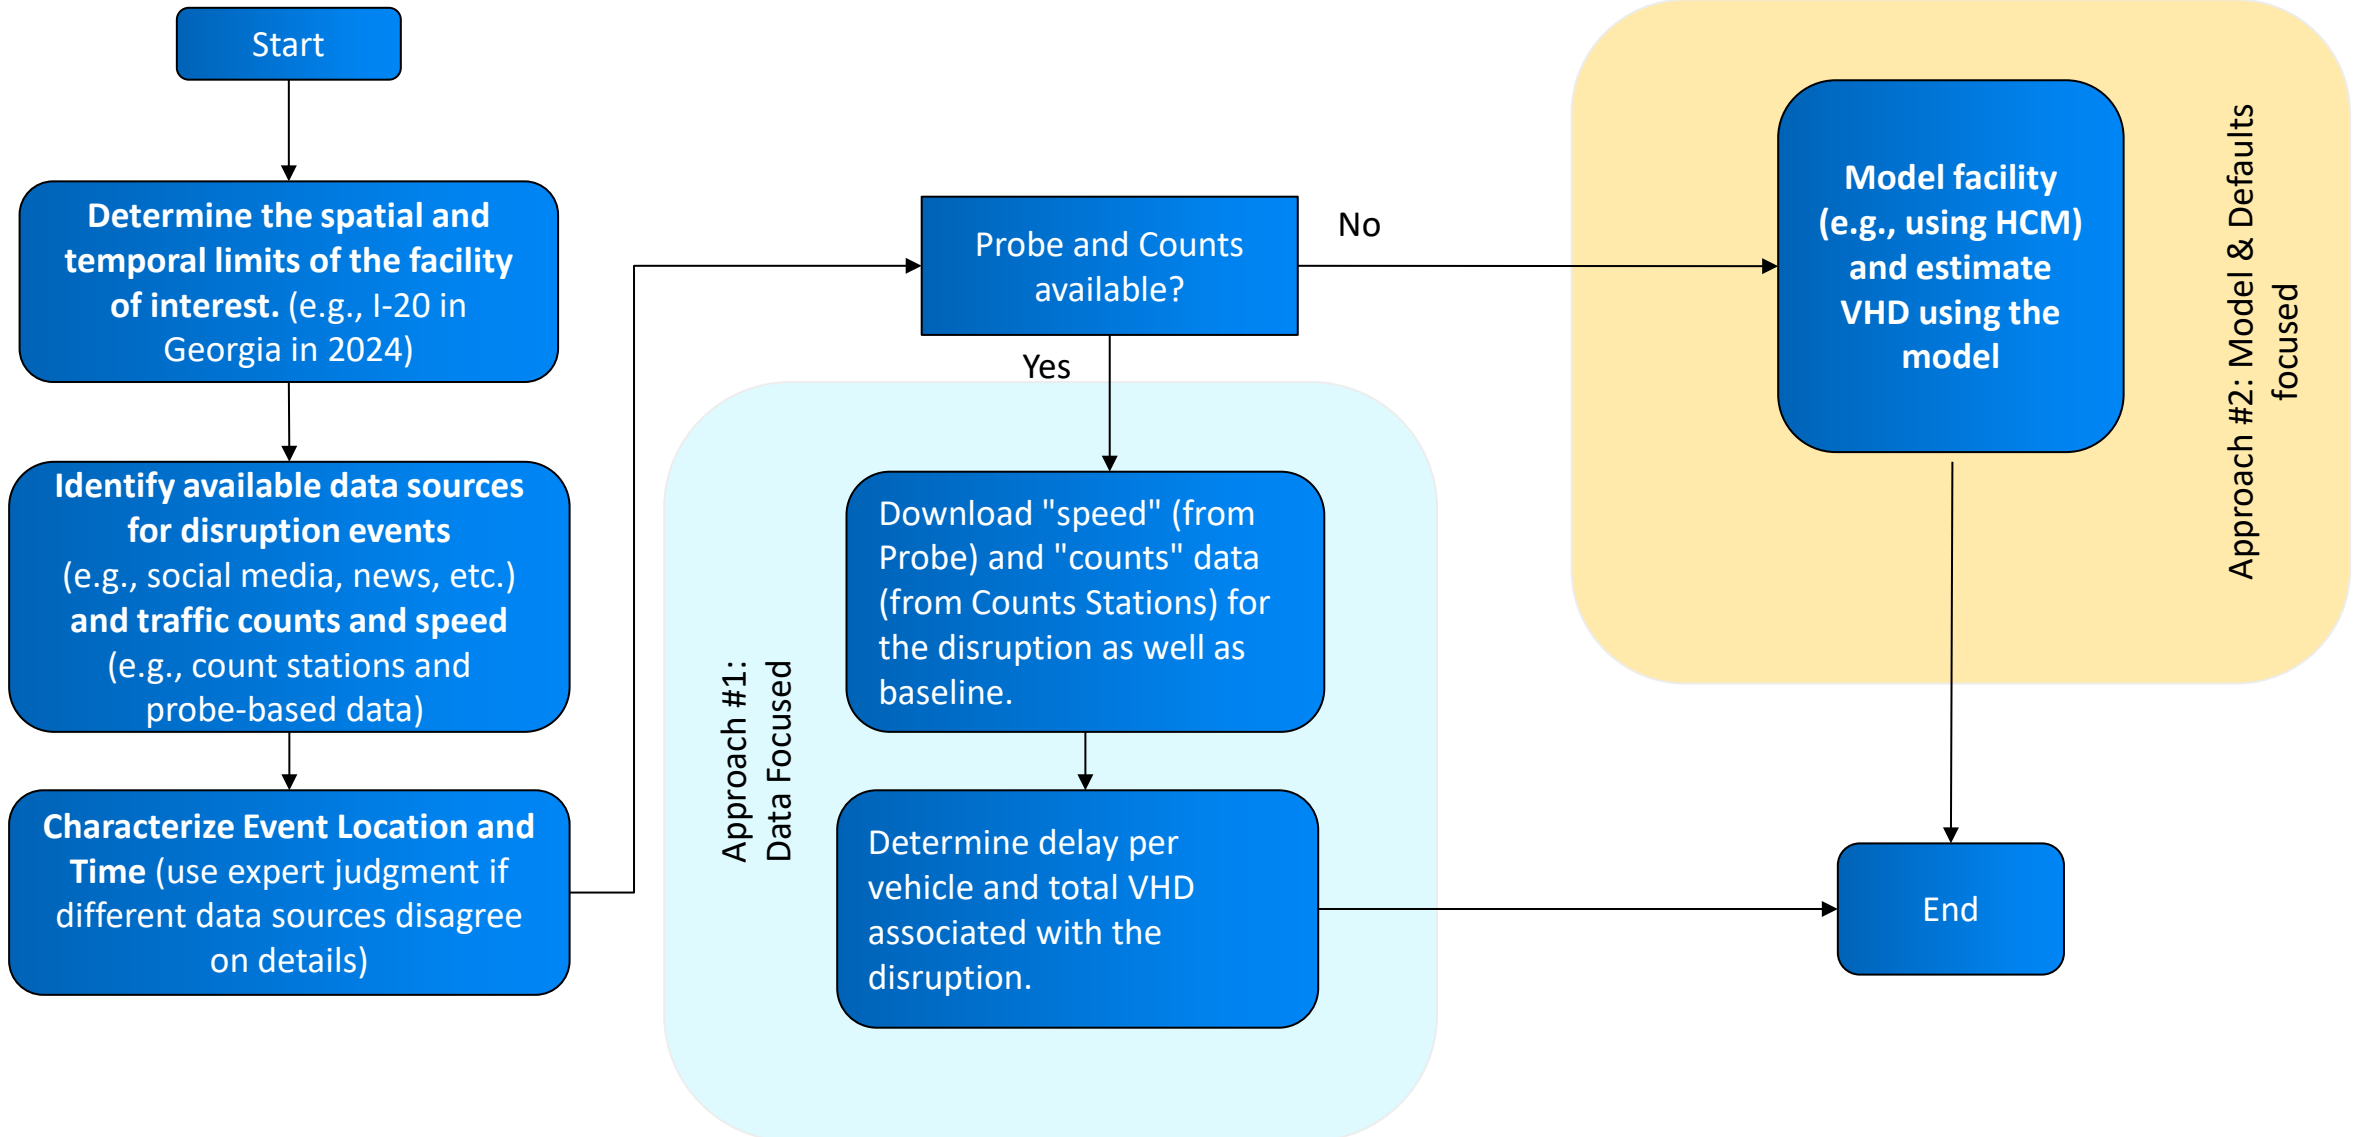 Start
Determine the spatial and
temporal limits of the facility
of interest. (e.g., I-20 in
Georgia in 2024)
Identify available data sources
for disruption events
(e.g., social media, news, etc.)
and traffic counts and speed
(e.g., count stations and
probe-based data)
Characterize Event Location and
Time (use expert judgment if
different data sources disagree
on details)
Probe and Counts
available?
No
Yes
Approach #1:
Data Focused
Download "speed" (from
Probe) and "counts" data
(from Counts Stations) for
the disruption as well as
baseline.
Determine delay per
vehicle and total VHD
associated with the
disruption.
Model facility
(e.g., using HCM)
and estimate
VHD using the
model
Approach #2: Model & Defaults
focused
End